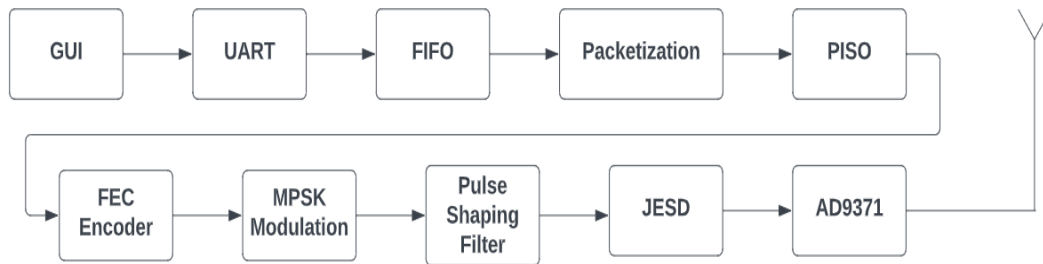 GUI
UART
FIFO
Packetization
PISO
FEC
Encoder
MPSK
Modulation
Pulse
Shaping
Filter
JESD
AD9371